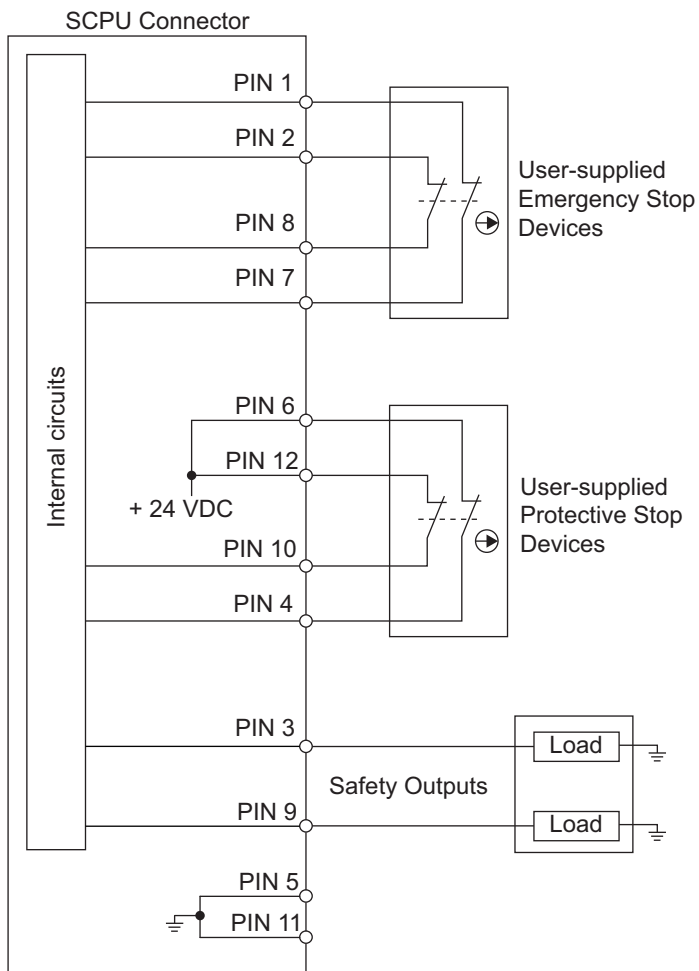 SCPU Connector
PIN 1
PIN 2
PIN 8
PIN 7
User-supplied
Emergency Stop
Devices
Internal circuits
PIN 6
PIN 12
+ 24 VDC
PIN 10
PIN 4
User-supplied
Protective Stop
Devices
PIN 3
Load
Safety Outputs
PIN 9
Load
PIN 5
PIN 11